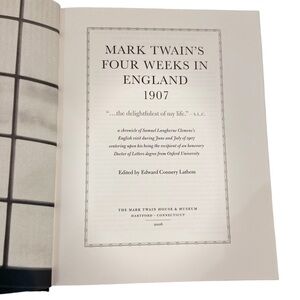 MARK TWAIN'S
FOUR WEEKS IN
ENGLAND
1907
"...the delightfulest of my life." –S.L.C.
a chronicle of Samuel Langhorne Clemens's
English visit during June and July of 1907
centering upon his being the recipient of an honorary
Doctor of Letters degree from Oxford University
Edited by Edward Connery Lathem
THE MARK TWAIN HOUSE & MUSEUM
HARTFORD · CONNECTICUT
2006